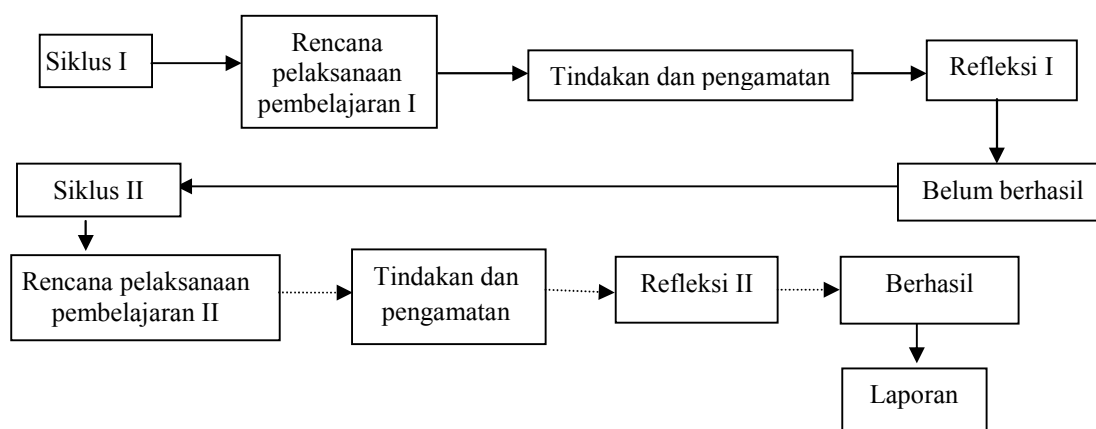 Siklus I
Rencana
pelaksanaan
pembelajaran I
Tindakan dan pengamatan
Refleksi I
Belum berhasil
Siklus II
Rencana pelaksanaan
pembelajaran II
Tindakan dan
pengamatan
Refleksi II
Berhasil
Laporan